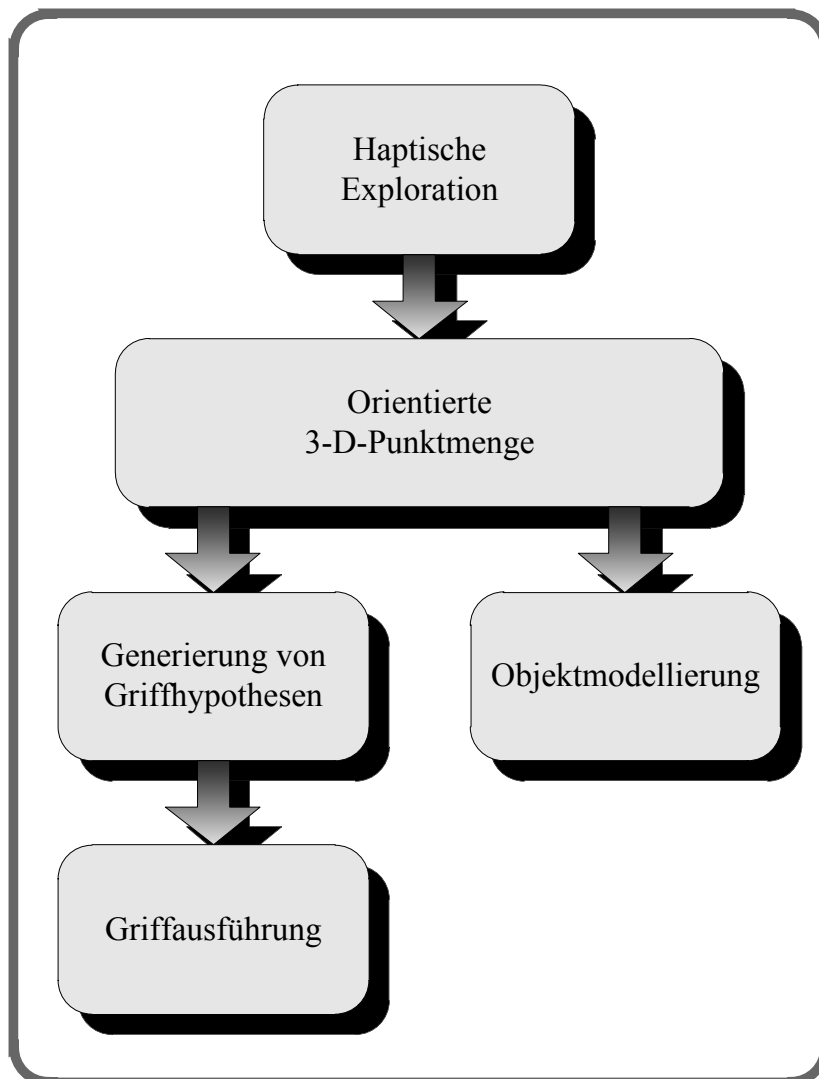 Haptische
Exploration
Orientierte
3-D-Punktmenge
Generierung von
Griffhypothesen
Objektmodellierung
Griffausführung